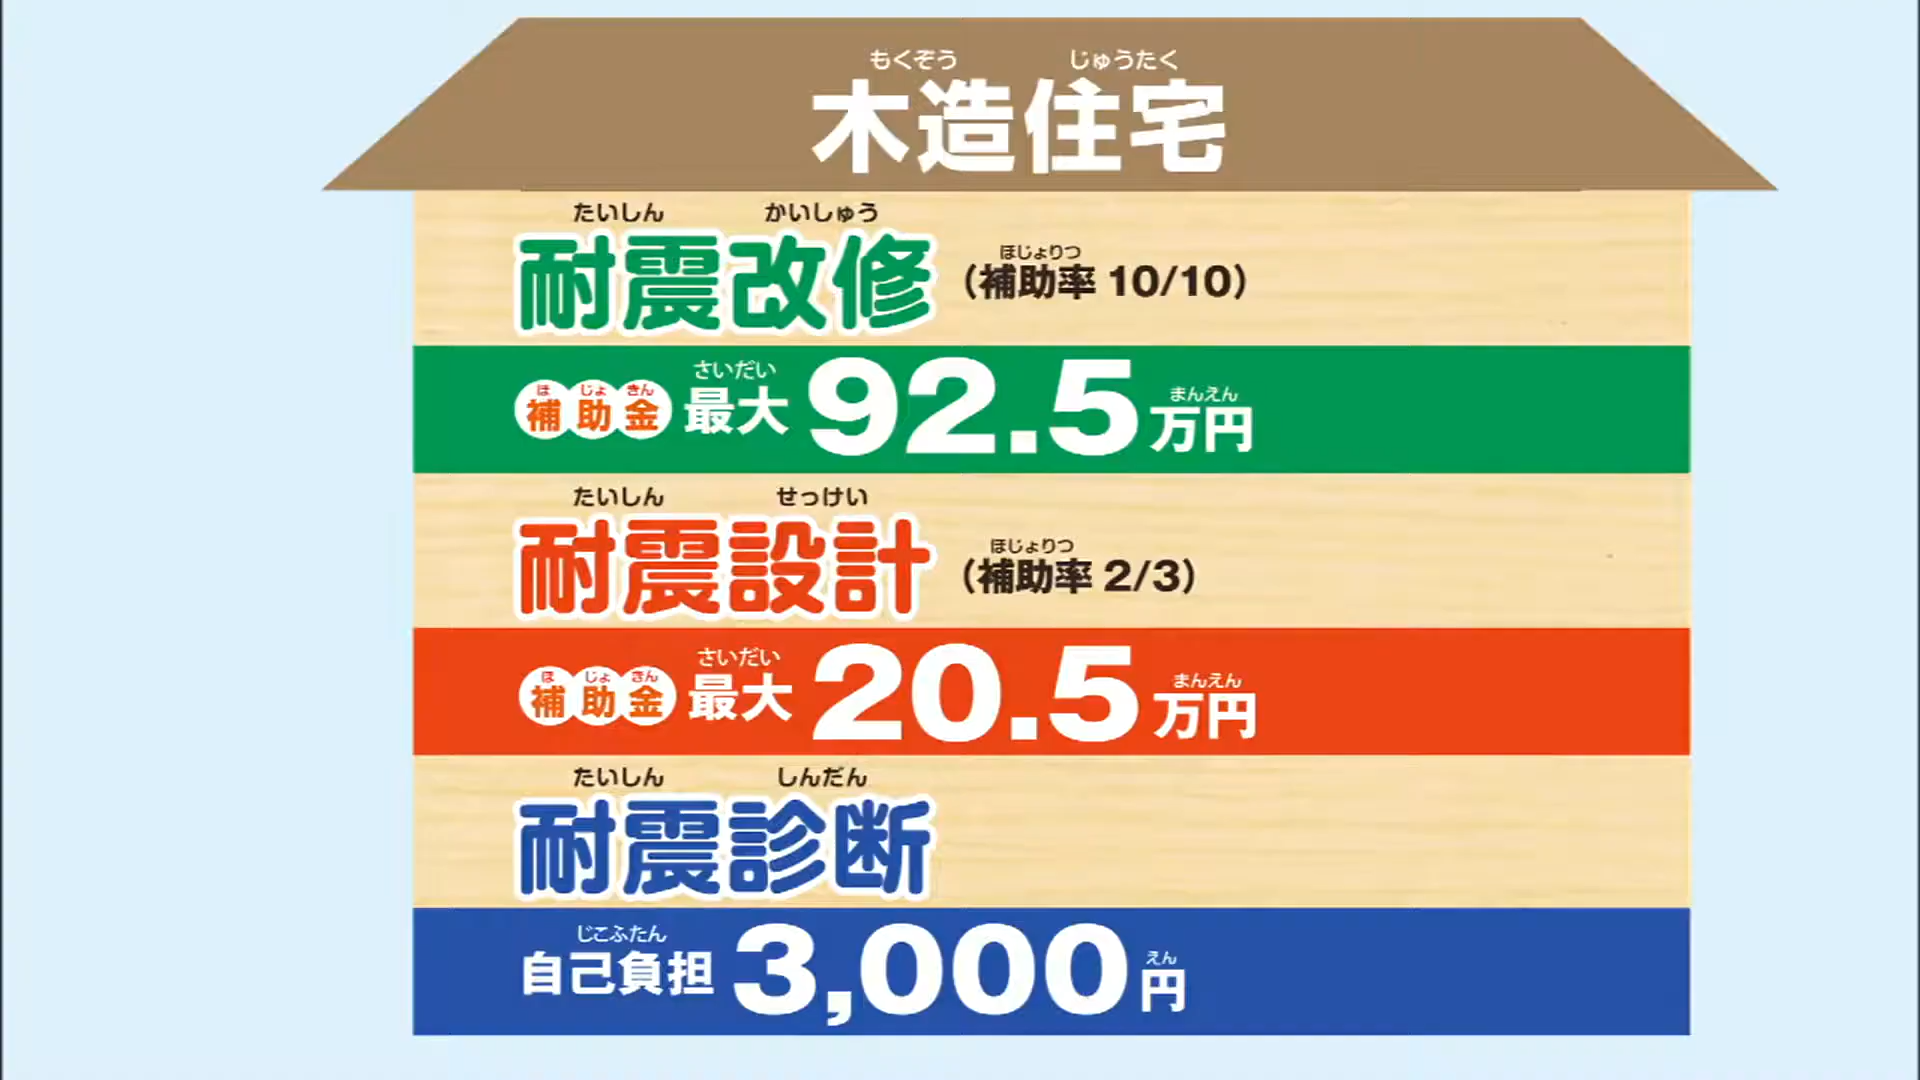 もくぞう じゅうたく
木造住宅
たいしん かいしゅう
耐震改修
ほじょりつ
(補助率 10/10)
ほ じょ きん さいだい まんえん
補助金 最大 92.5万円
たいしん せっけい
耐震設計
ほじょりつ
(補助率 2/3)
ほ じょ きん さいだい まんえん
補助金 最大 20.5万円
たいしん しんだん
耐震診断
じこふたん えん
自己負担 3,000円